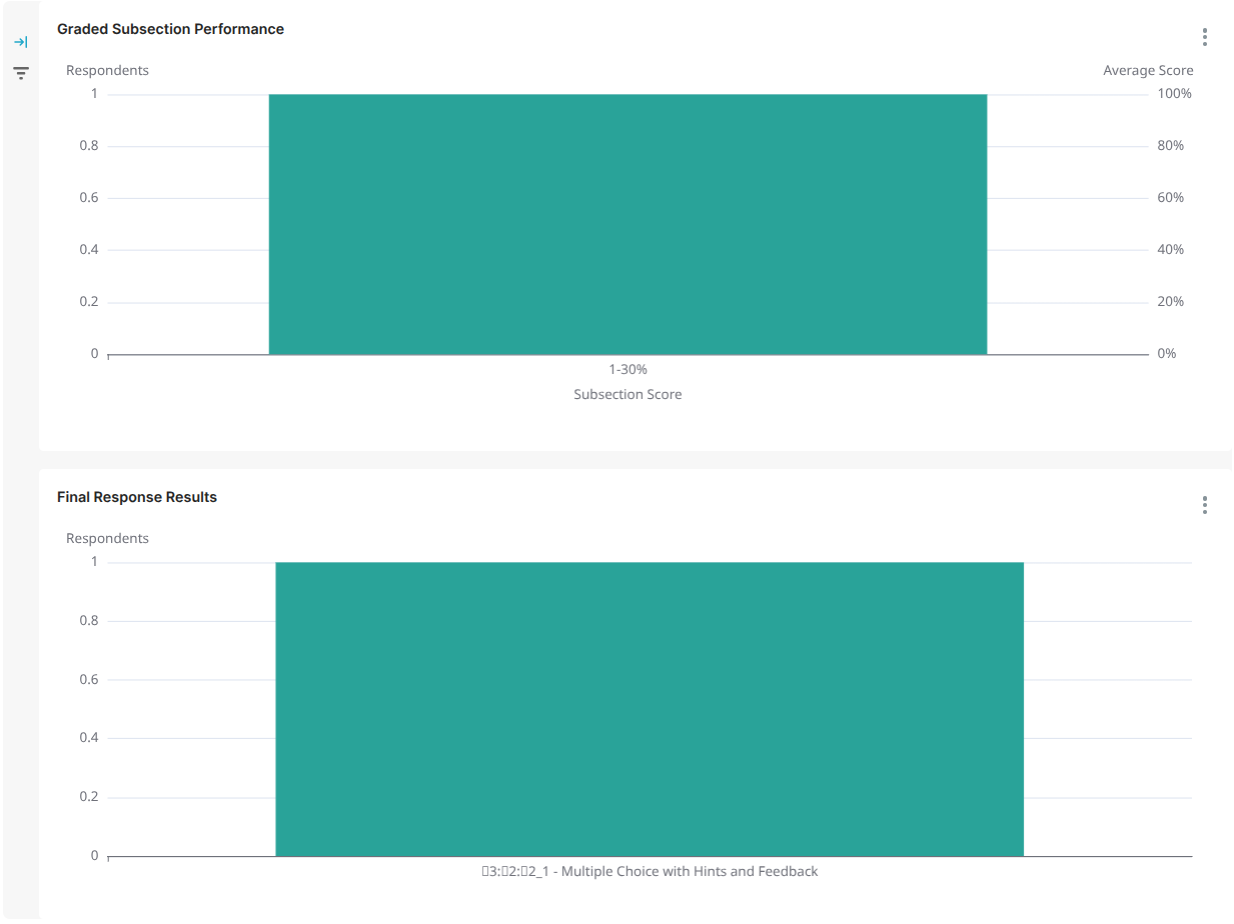 Graded Subsection Performance
Respondents
Average Score
1
100%
0.8
80%
0.6
60%
0.4
40%
0.2
20%
0
0%
1-30%
Subsection Score
Final Response Results
Respondents
1
0.8
0.6
0.4
0.2
0
3:2:2_1 - Multiple Choice with Hints and Feedback